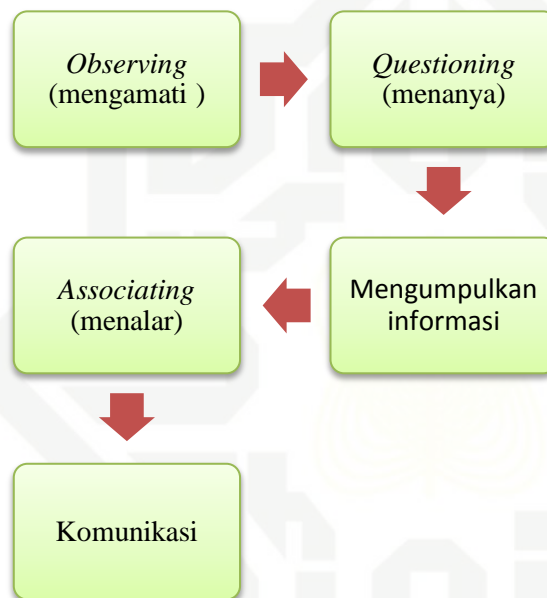 Observing
(mengamati )
Questioning
(menanya)
Mengumpulkan
informasi
Associating
(menalar)
Komunikasi